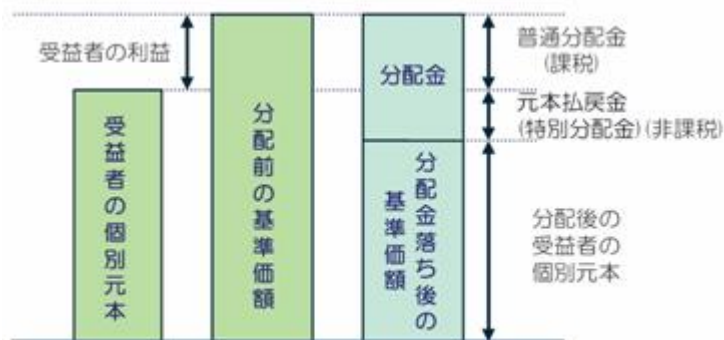 受益者の利益
受益者の個別元本
分配前の基準価額
分配金
分配金落ち後の
基準価額
普通分配金
(課税)
元本払戻金
(特別分配金)(非課税)
分配後の
受益者の
個別元本